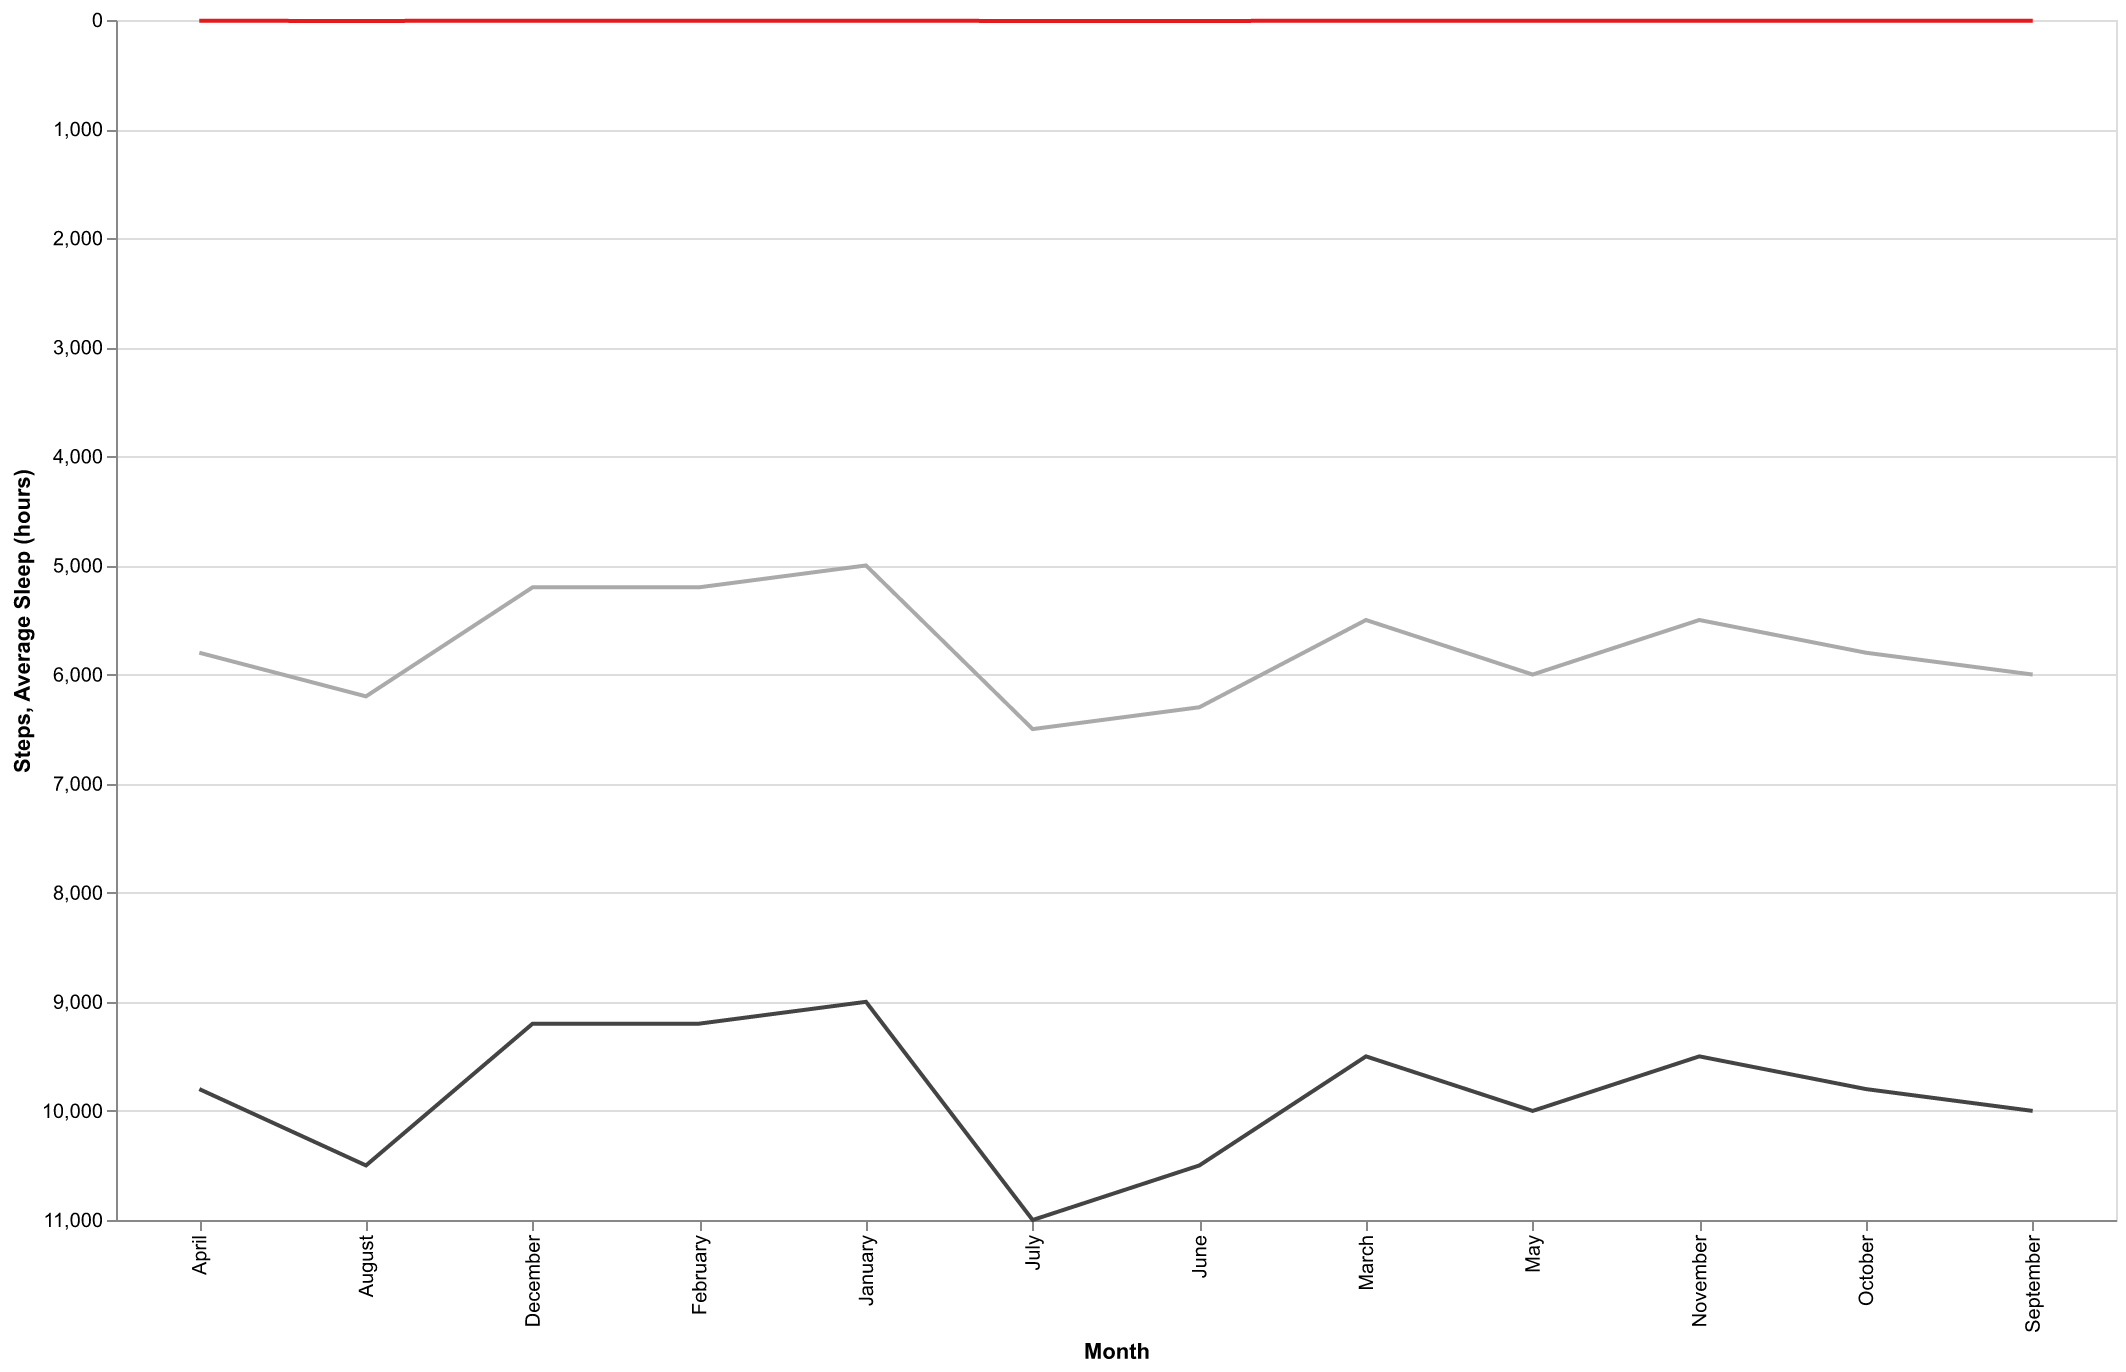 0
1,000
2,000
3,000
4,000
5,000
6,000
7,000
8,000
9,000
10,000
11,000
Steps, Average Sleep (hours)
April
August
December
February
January
July
June
March
May
November
October
September
Month